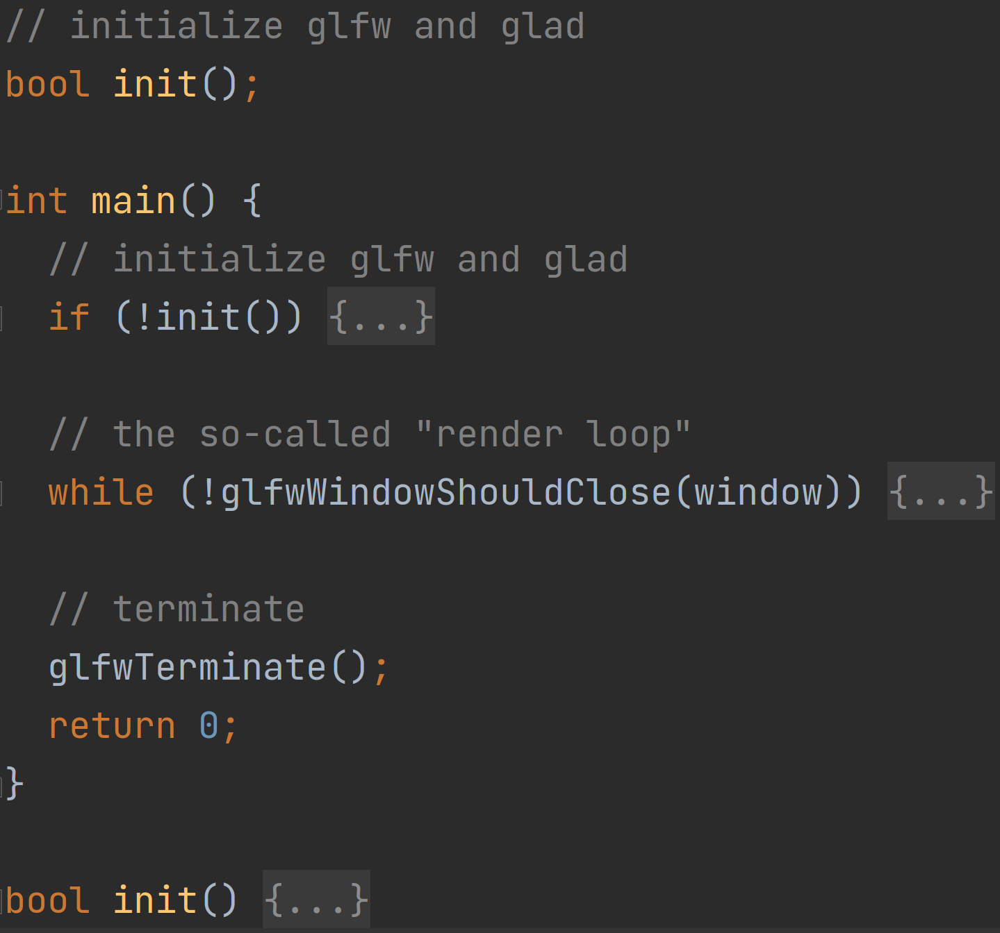 // initialize glfw and glad
bool init();
int main() {
// initialize glfw and glad
if (!init()) {...}
// the so-called "render loop"
while (!glfwWindowShouldClose(window)) {...}
// terminate
glfwTerminate();
return 0;
}
bool init() {...}